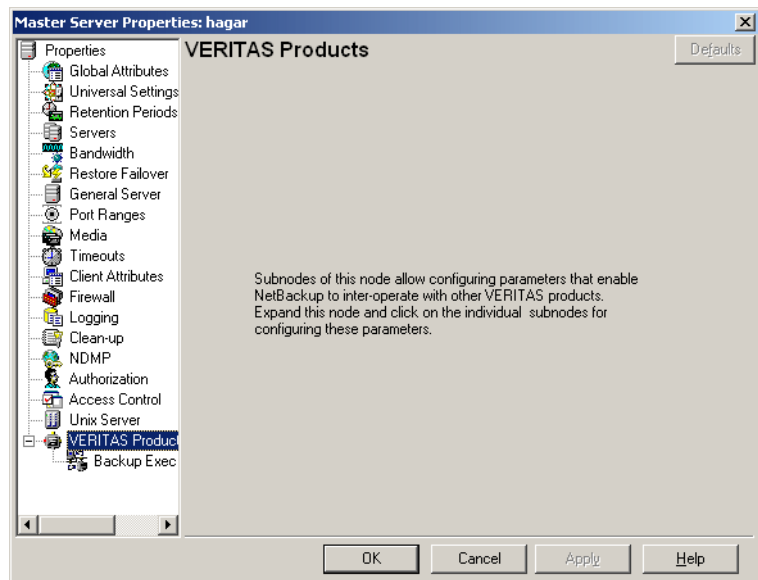 Master Server Properties: hagar
Properties
Global Attributes
Universal Settings
Retention Periods
Servers
Bandwidth
Restore Failover
General Server
Port Ranges
Media
Timeouts
Client Attributes
Firewall
Logging
Clean-up
NDMP
Authorization
Access Control
Unix Server
VERITAS Product
Backup Exec
VERITAS Products
Defaults
Subnodes of this node allow configuring parameters that enable
NetBackup to inter-operate with other VERITAS products.
Expand this node and click on the individual subnodes for
configuring these parameters.
OK
Cancel
Apply
Help